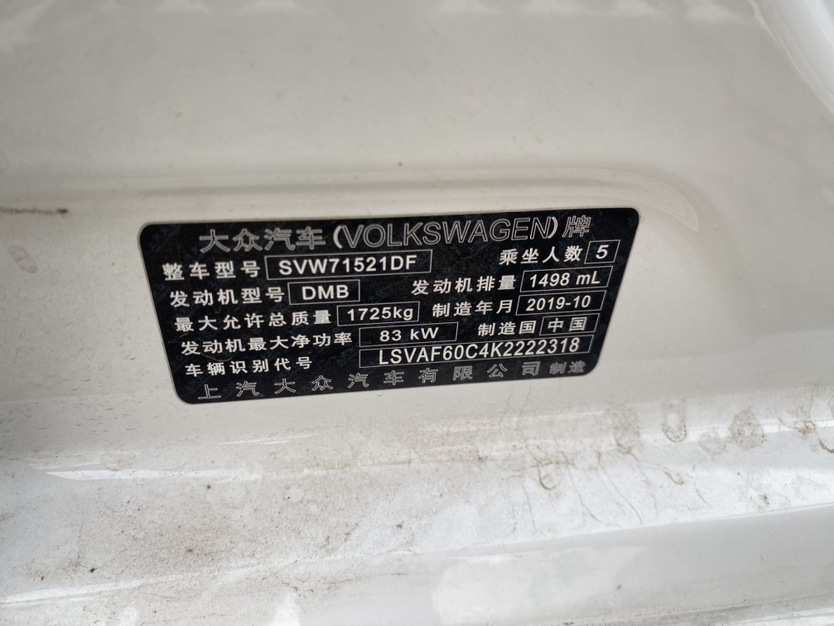 大众汽车(VOLKSWAGEN)牌
整车型号 SVW71521DF 乘坐人数 5
发动机型号 DMB 发动机排量 1498 mL
最大允许总质量 1725kg 制造年月 2019-10
发动机最大净功率 83 kW 制造国 中国
车辆识别代号 LSVAF60C4K2222318
上汽大众汽车有限公司 制造